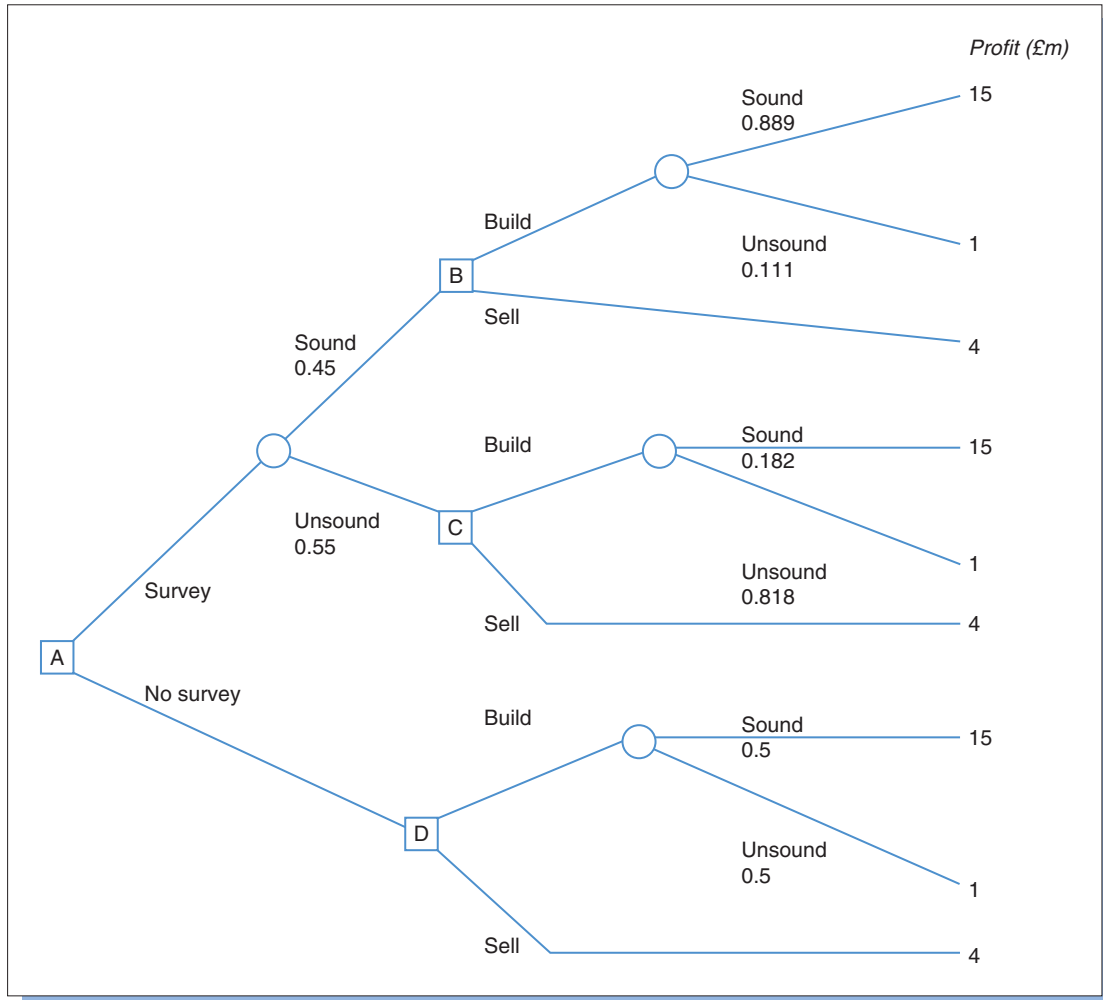 Profit (£m)
Sound
0.889
15
Build
Unsound
0.111
1
B
Sell
4
Sound
0.45
Build
Sound
0.182
15
Unsound
0.55
C
1
Unsound
0.818
Survey
Sell
4
A
No survey
Build
Sound
0.5
15
D
Unsound
0.5
1
Sell
4